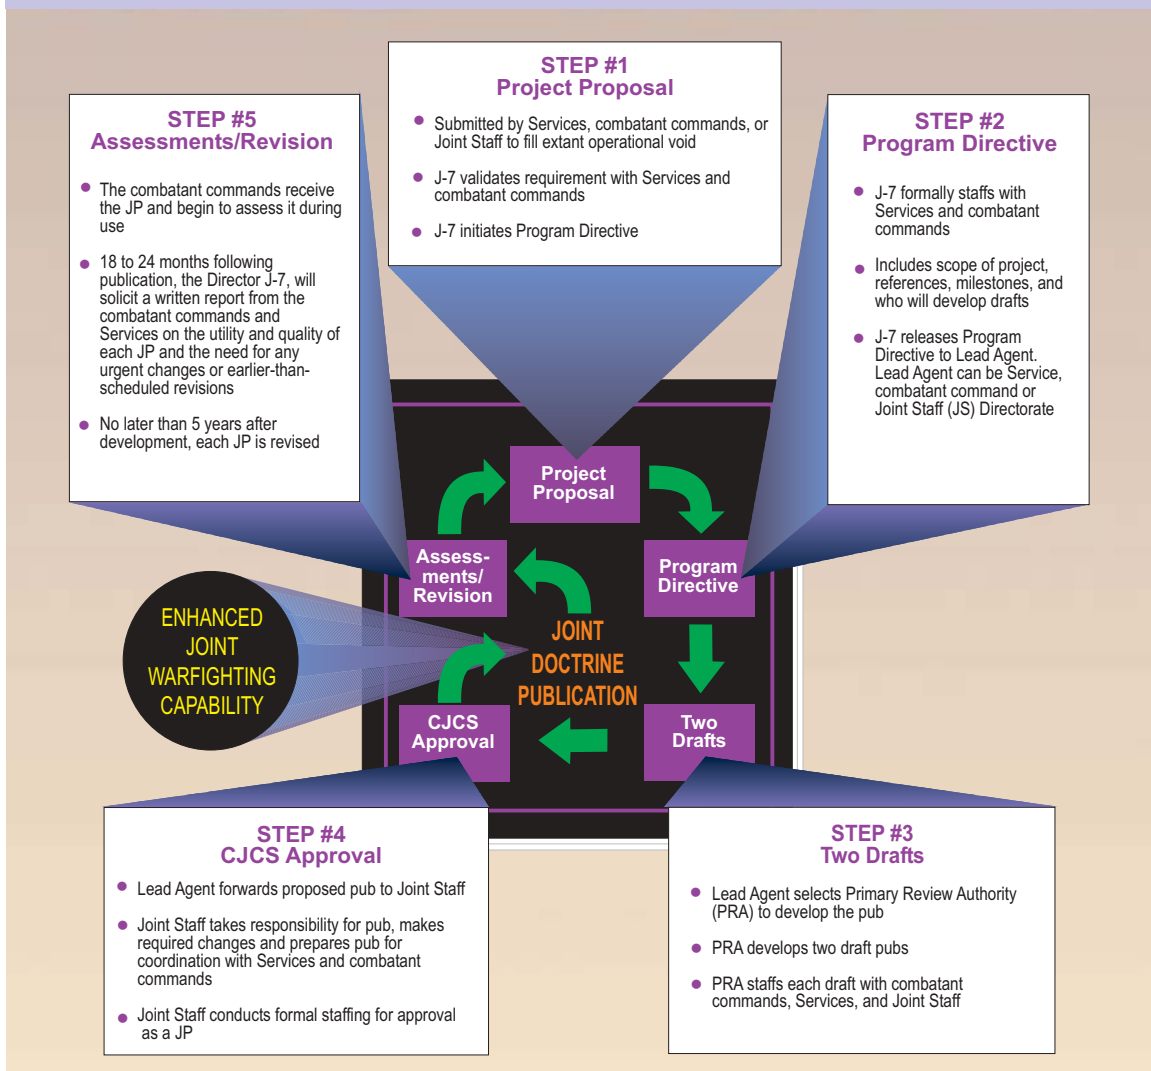 STEP #1
Project Proposal
• Submitted by Services, combatant commands, or
Joint Staff to fill extant operational void
• J-7 validates requirement with Services and
combatant commands
• J-7 initiates Program Directive
STEP #2
Program Directive
• J-7 formally staffs with
Services and combatant
commands
• Includes scope of project,
references, milestones, and
who will develop drafts
• J-7 releases Program
Directive to Lead Agent.
Lead Agent can be Service,
combatant command or
Joint Staff (JS) Directorate
STEP #5
Assessments/Revision
• The combatant commands receive
the JP and begin to assess it during
use
• 18 to 24 months following
publication, the Director J-7, will
solicit a written report from the
combatant commands and
Services on the utility and quality of
each JP and the need for any
urgent changes or earlier-than-
scheduled revisions
• No later than 5 years after
development, each JP is revised
Project
Proposal
Assess-
ments/
Revision
Program
Directive
ENHANCED
JOINT
WARFIGHTING
CAPABILITY
JOINT
DOCTRINE
PUBLICATION
CJCS
Approval
Two
Drafts
STEP #4
CJCS Approval
• Lead Agent forwards proposed pub to Joint Staff
• Joint Staff takes responsibility for pub, makes
required changes and prepares pub for
coordination with Services and combatant
commands
• Joint Staff conducts formal staffing for approval
as a JP
STEP #3
Two Drafts
• Lead Agent selects Primary Review Authority
(PRA) to develop the pub
• PRA develops two draft pubs
• PRA staffs each draft with combatant
commands, Services, and Joint Staff